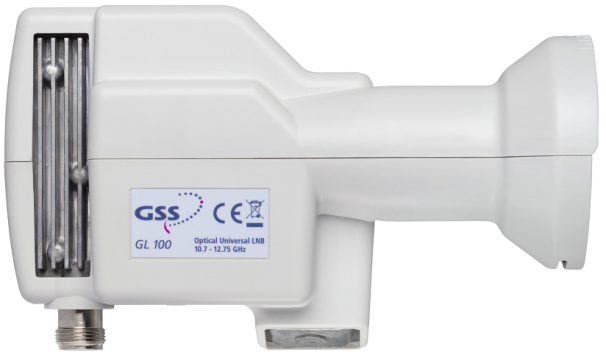 GSS CE
GL 100
Optical Universal LNB
10.7 - 12.75 GHz